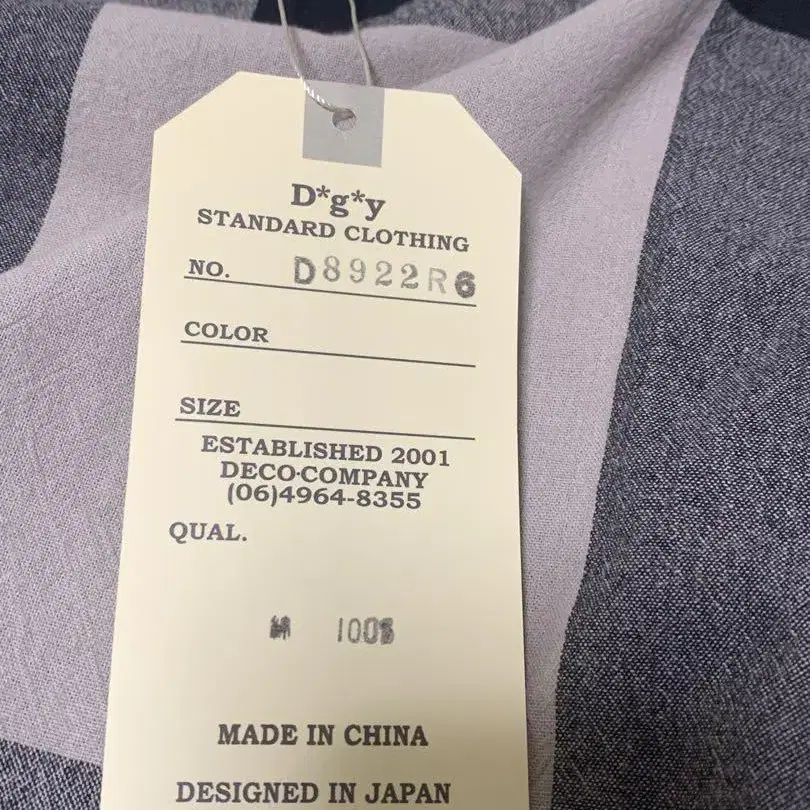 D*g*y
STANDARD CLOTHING
NO. D8922R6
COLOR
SIZE
ESTABLISHED 2001
DECO·COMPANY
(06)4964-8355
QUAL.
100%
MADE IN CHINA
DESIGNED IN JAPAN